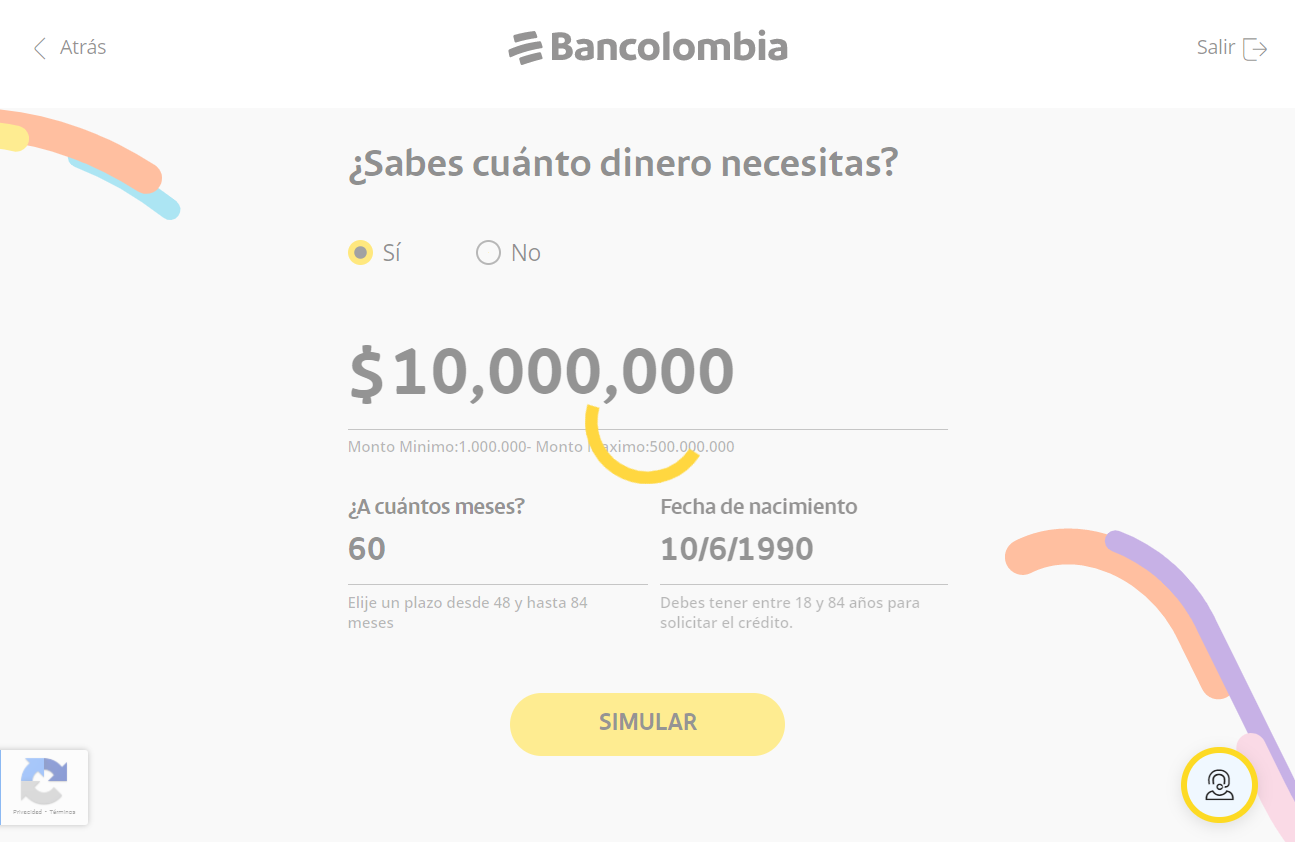 Atrás
Bancolombia
Salir
¿Sabes cuánto dinero necesitas?
Sí
No
$10,000,000
Monto Minimo:1.000.000- Monto Maximo:500.000.000
¿A cuántos meses?
Fecha de nacimiento
60
10/6/1990
Elije un plazo desde 48 y hasta 84
meses
Debes tener entre 18 y 84 años para
solicitar el crédito.
SIMULAR
Privacidad - Términos